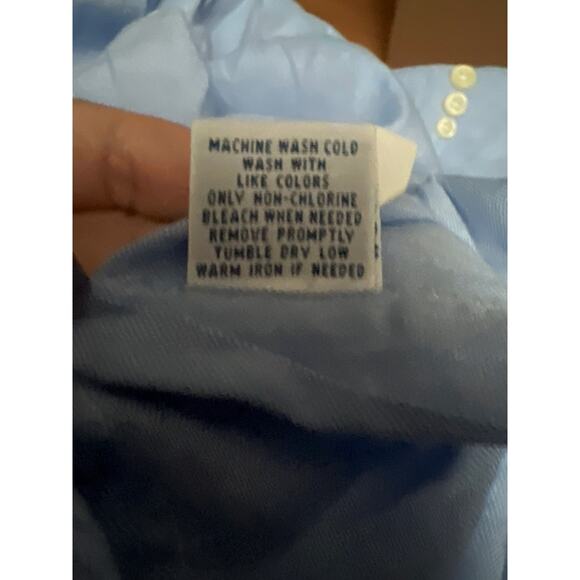 MACHINE WASH COLD
WASH WITH
LIKE COLORS
ONLY NON-CHLORINE
BLEACH WHEN NEEDED
REMOVE PROMPTLY
TUMBLE DRY LOW
WARM IRON IF NEEDED